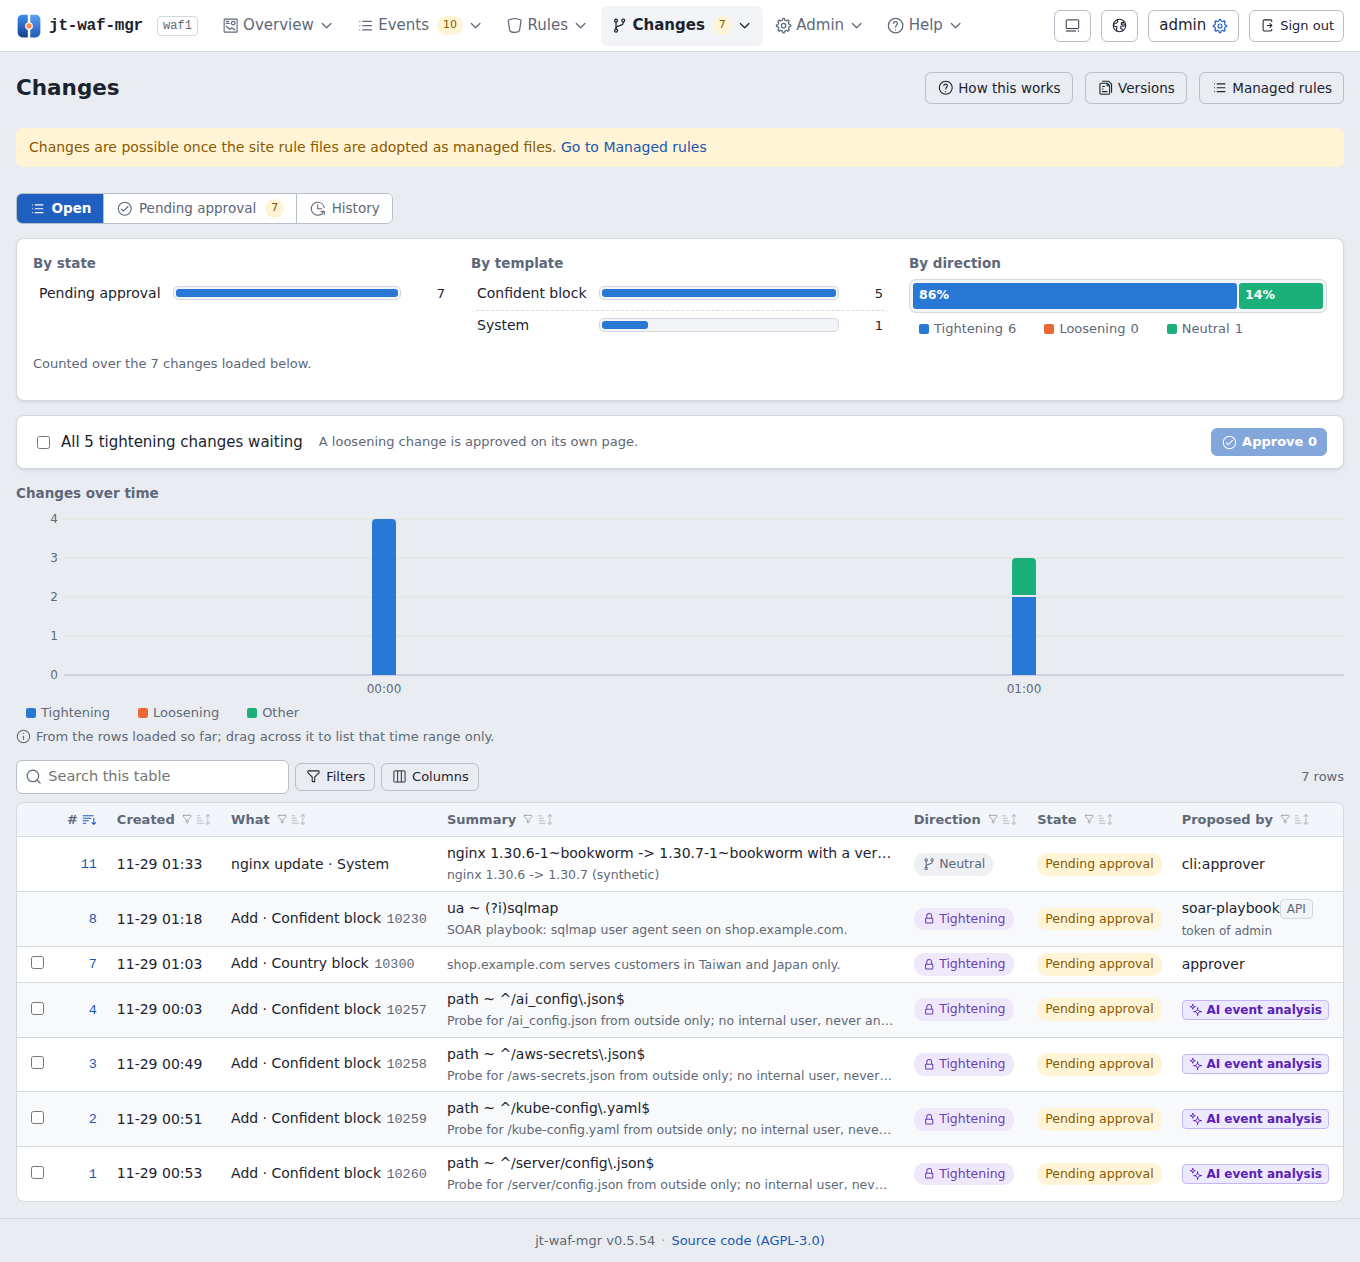 jt-waf-mgr waf1 Overview Events 10 Rules Changes 7 Admin Help admin Sign out
Changes How this works Versions Managed rules
Changes are possible once the site rule files are adopted as managed files. Go to Managed rules
Open Pending approval 7 History
By state By template By direction
Pending approval 7 Confident block 5 86% 14%
System 1 Tightening 6 Loosening 0 Neutral 1
Counted over the 7 changes loaded below.
All 5 tightening changes waiting A loosening change is approved on its own page. Approve 0
Changes over time
4
3
2
1
0
00:00 01:00
Tightening Loosening Other
From the rows loaded so far; drag across it to list that time range only.
Search this table Filters Columns 7 rows
# Created What Summary Direction State Proposed by
11 11-29 01:33 nginx update · System nginx 1.30.6-1~bookworm -> 1.30.7-1~bookworm with a ver… Neutral Pending approval cli:approver
nginx 1.30.6 -> 1.30.7 (synthetic)
8 11-29 01:18 Add · Confident block 10230 ua ~ (?i)sqlmap Tightening Pending approval soar-playbook API
SOAR playbook: sqlmap user agent seen on shop.example.com. token of admin
7 11-29 01:03 Add · Country block 10300 shop.example.com serves customers in Taiwan and Japan only. Tightening Pending approval approver
4 11-29 00:03 Add · Confident block 10257 path ~ ^/ai_config\.json$ Tightening Pending approval AI event analysis
Probe for /ai_config.json from outside only; no internal user, never an…
3 11-29 00:49 Add · Confident block 10258 path ~ ^/aws-secrets\.json$ Tightening Pending approval AI event analysis
Probe for /aws-secrets.json from outside only; no internal user, never…
2 11-29 00:51 Add · Confident block 10259 path ~ ^/kube-config\.yaml$ Tightening Pending approval AI event analysis
Probe for /kube-config.yaml from outside only; no internal user, neve…
1 11-29 00:53 Add · Confident block 10260 path ~ ^/server/config\.json$ Tightening Pending approval AI event analysis
Probe for /server/config.json from outside only; no internal user, nev…
jt-waf-mgr v0.5.54 · Source code (AGPL-3.0)